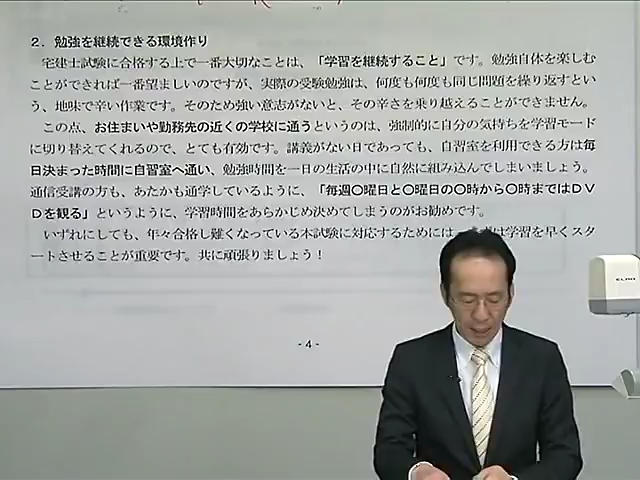 2．勉強を継続できる環境作り
宅建士試験に合格する上で一番大切なことは、「学習を継続すること」です。勉強自体を楽しむ
ことができれば一番望ましいのですが、実際の受験勉強は、何度も何度も同じ問題を繰り返すとい
う、地味で辛い作業です。そのため強い意志がないと、その辛さを乗り越えることができません。
この点、お住まいや勤務先の近くの学校に通うというのは、強制的に自分の気持ちを学習モード
に切り替えてくれるので、とても有効です。講義がない日であっても、自習室を利用できる方は毎
日決まった時間に自習室へ通い、勉強時間を一日の生活の中に自然に組み込んでしまいましょう。
通信受講の方も、あたかも通学しているように、「毎週〇曜日と〇曜日の〇時から〇時まではＤＶ
Ｄを観る」というように、学習時間をあらかじめ決めてしまうのがお勧めです。
いずれにしても、年々合格し難くなっている本試験に対応するためには、まずは学習を早くスタ
ートさせることが重要です。共に頑張りましょう！
- 4 -
ELMO